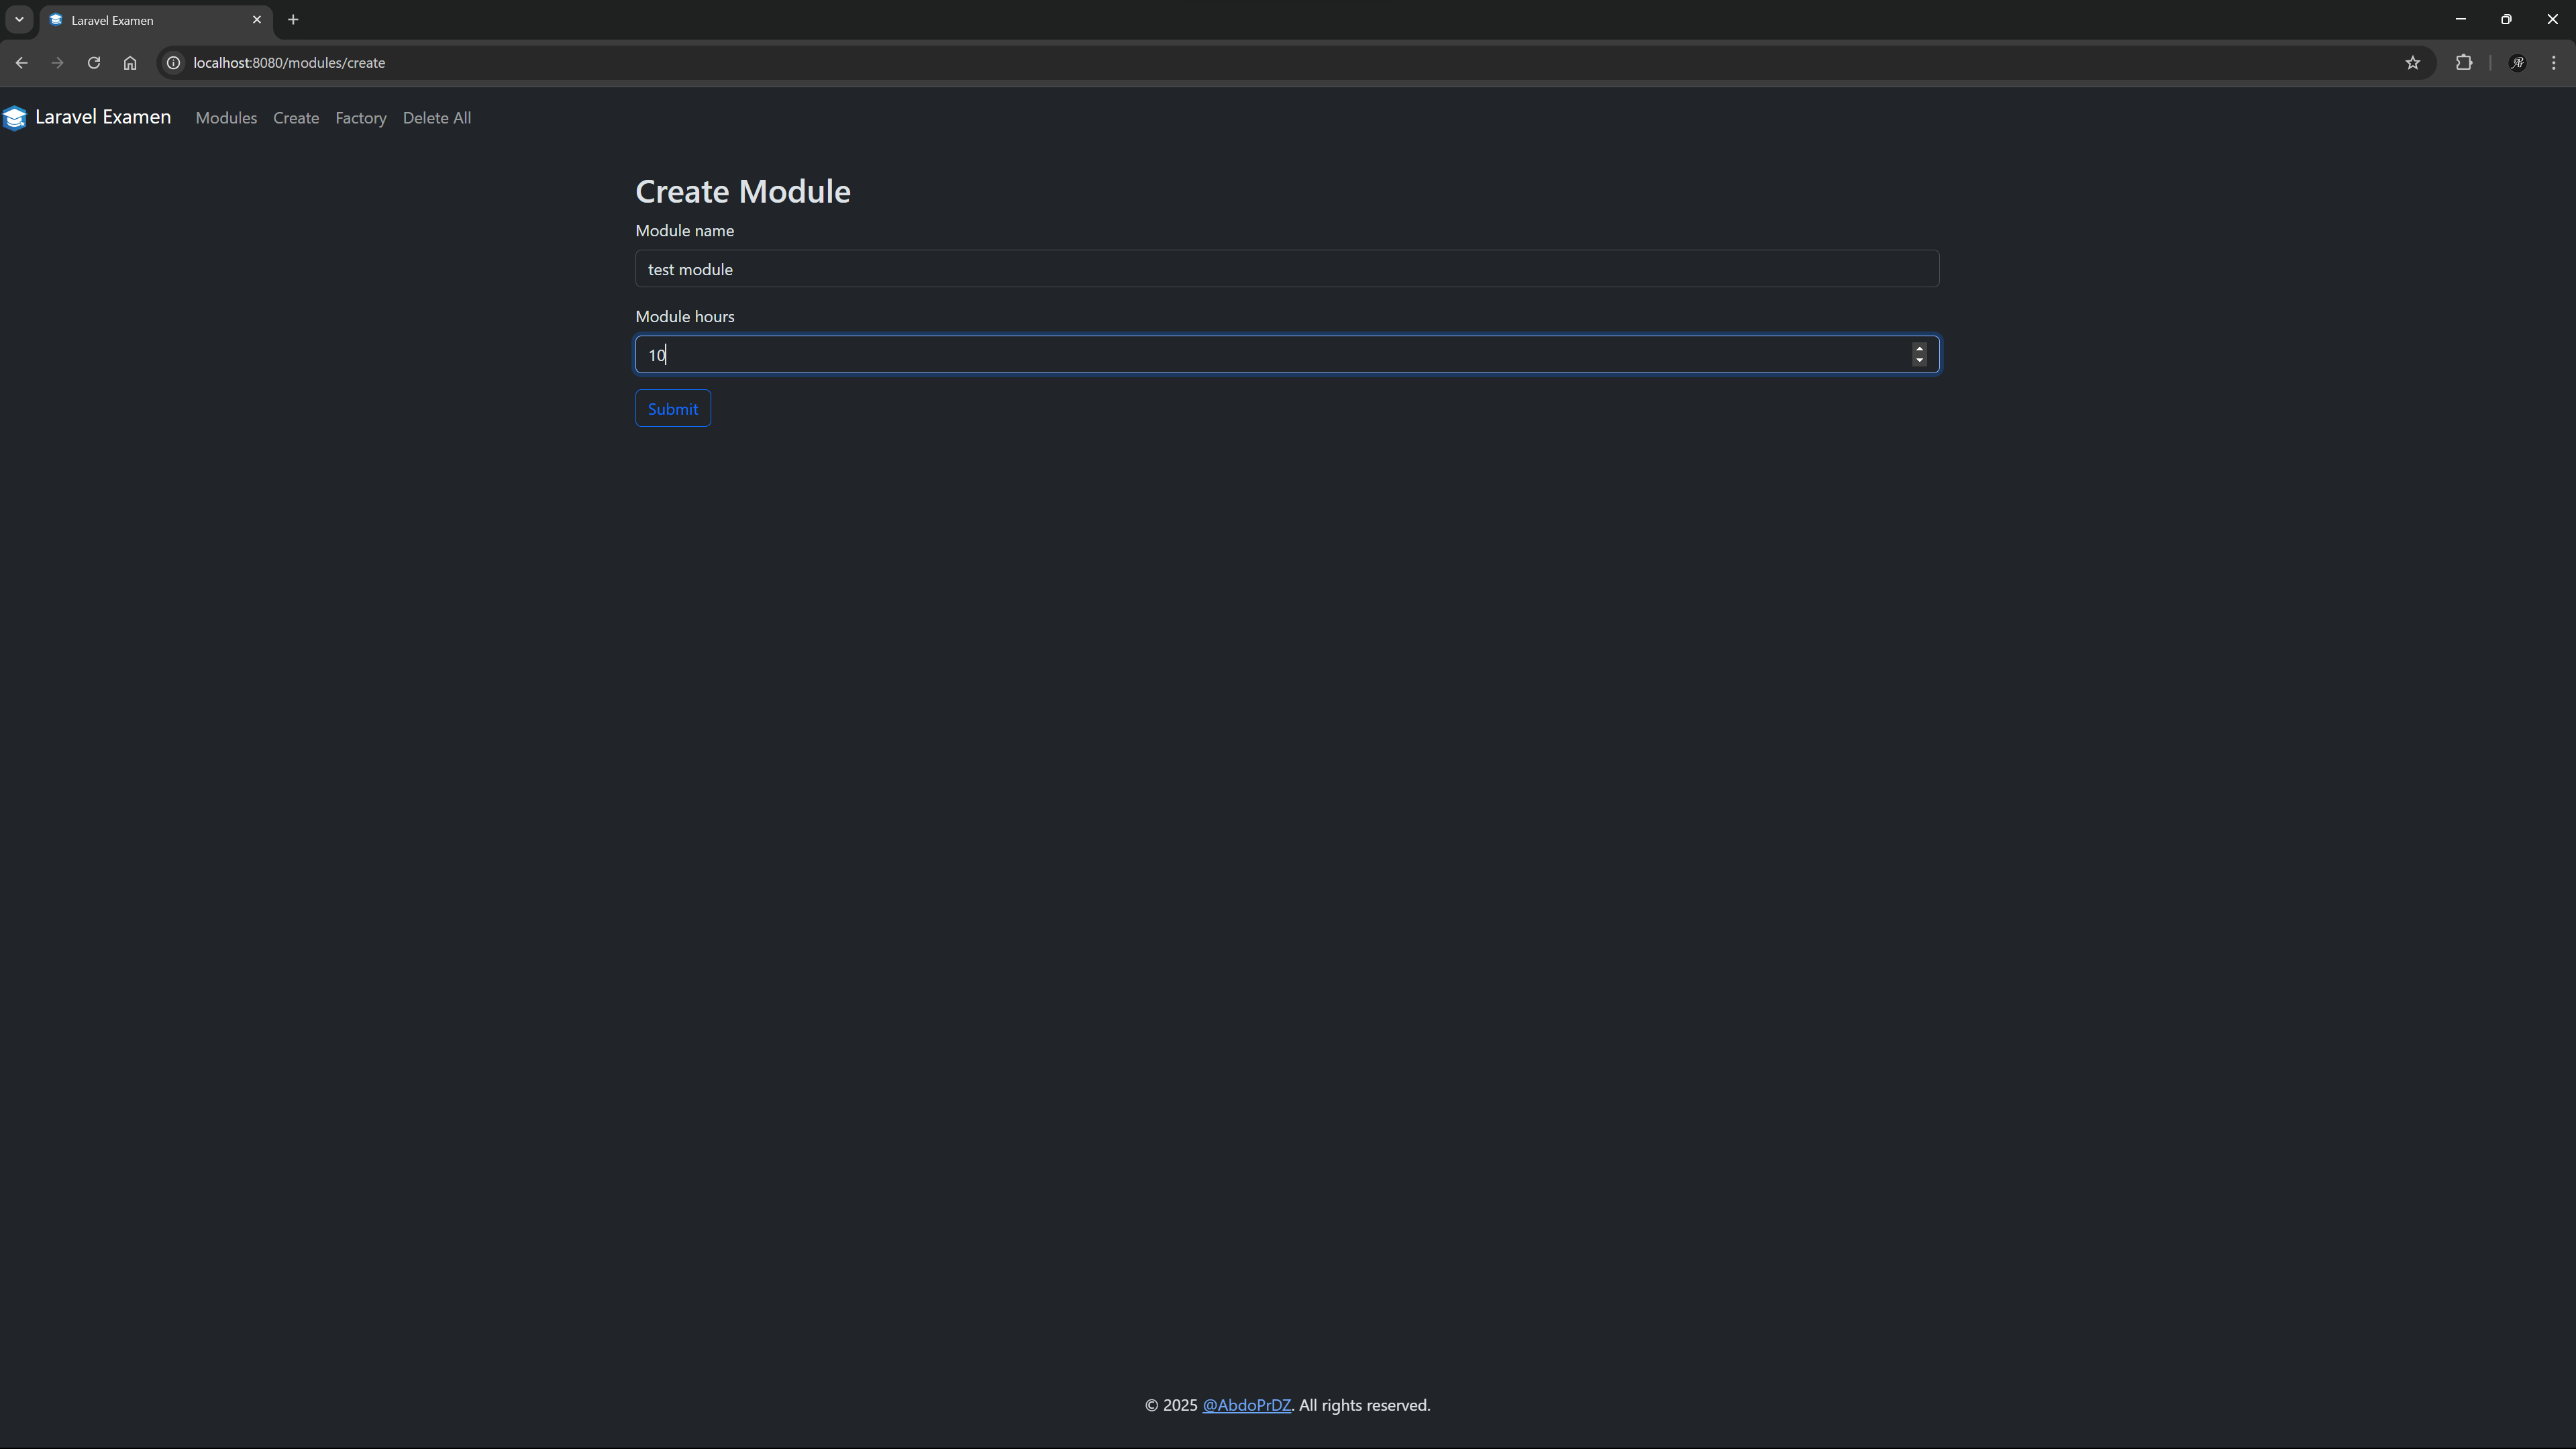 Laravel Examen
localhost:8080/modules/create
Laravel Examen Modules Create Factory Delete All
Create Module
Module name
test module
Module hours
10
Submit
© 2025 @AbdoPrDZ. All rights reserved.